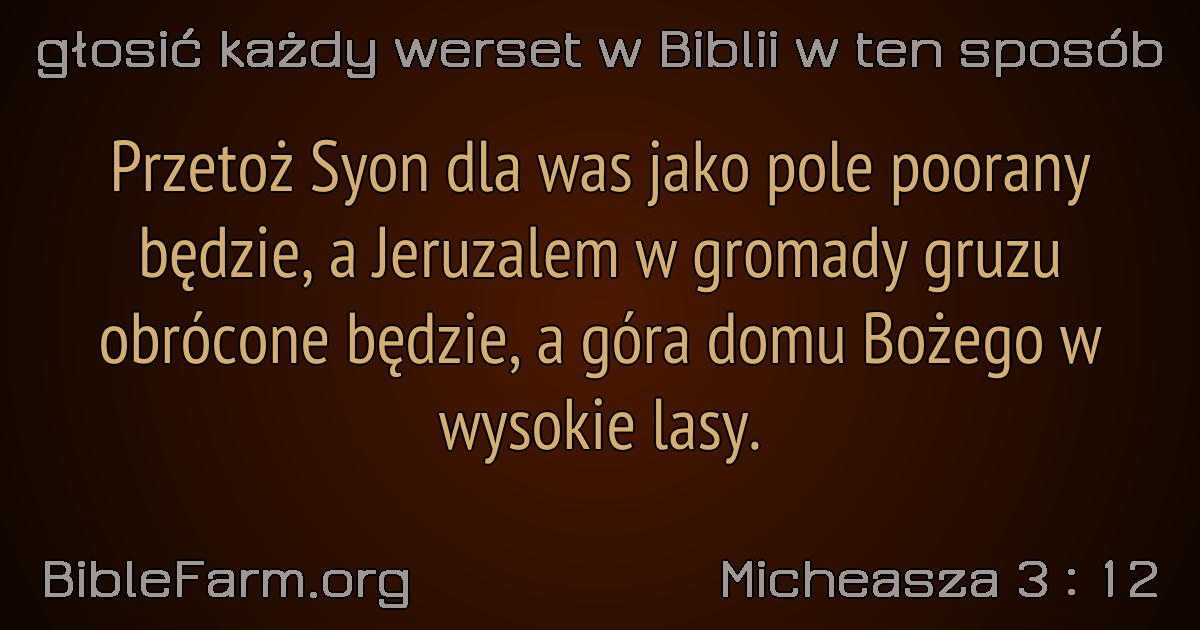 głosić każdy werset w Biblii w ten sposób
Przetoż Syon dla was jako pole poorany
będzie, a Jeruzalem w gromady gruzu
obrócone będzie, a góra domu Bożego w
wysokie lasy.
BibleFarm.org
Micheasza 3 : 12